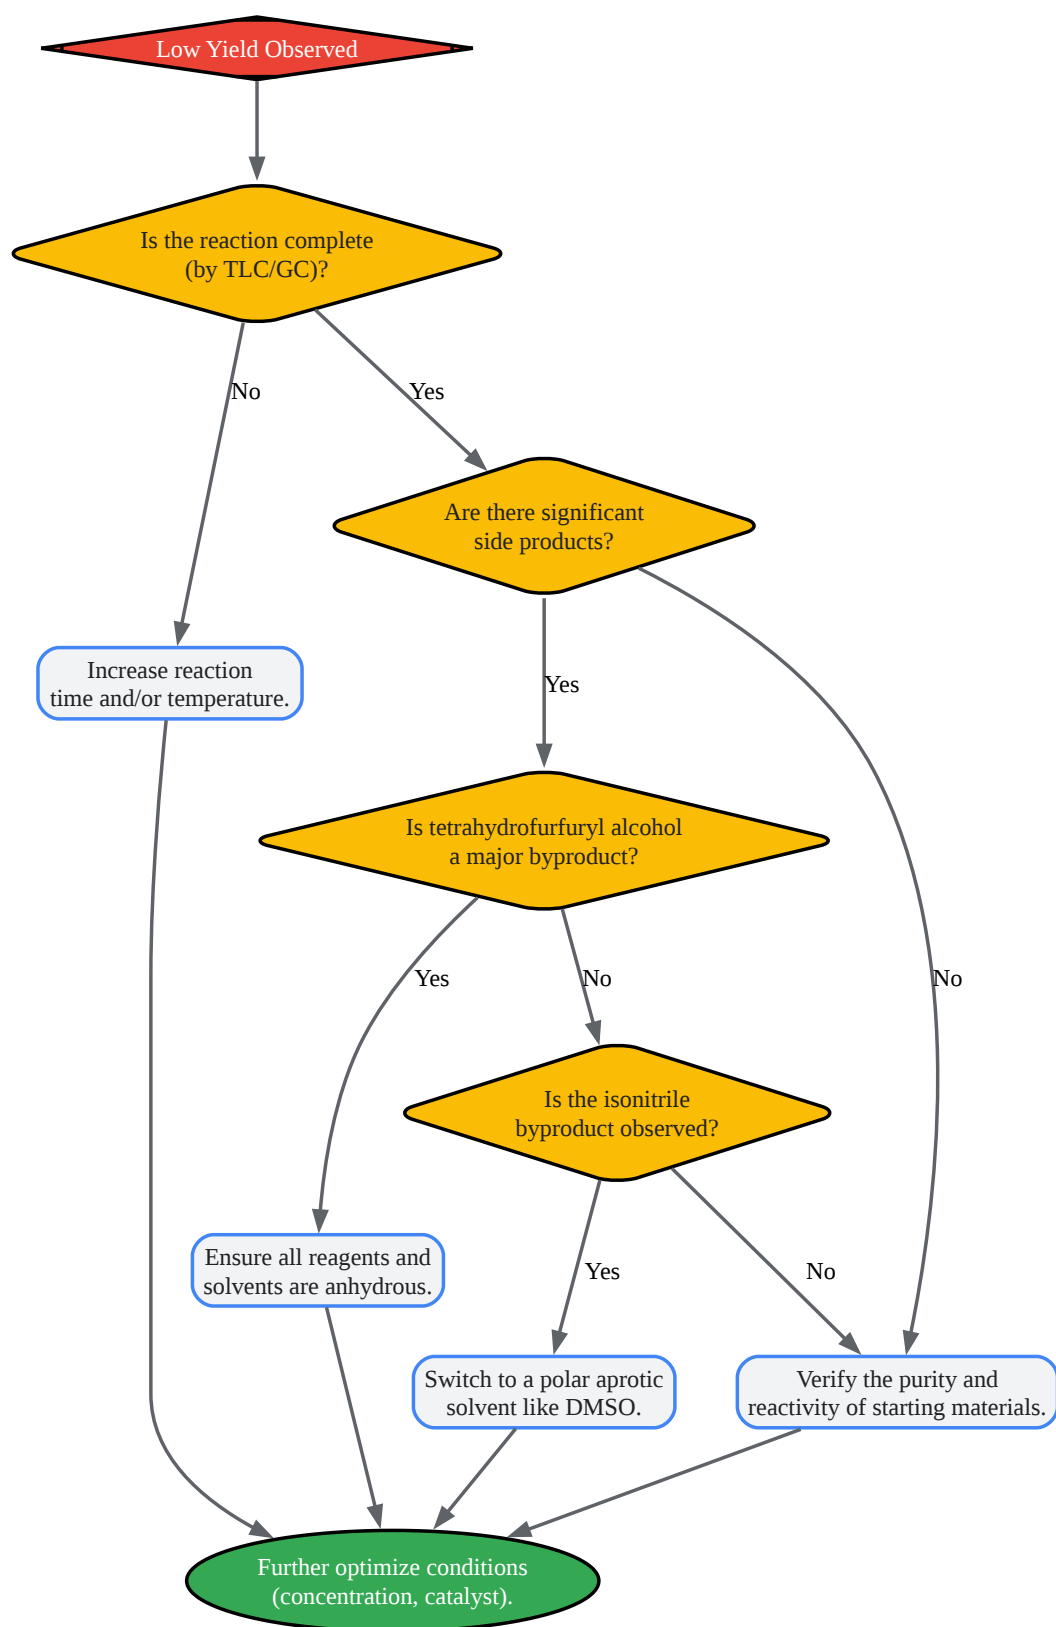 Low Yield Observed
Is the reaction complete
(by TLC/GC)?
No
Yes
Are there significant
side products?
Increase reaction
time and/or temperature.
Yes
Is tetrahydrofurfuryl alcohol
a major byproduct?
Yes
No
No
Is the isonitrile
byproduct observed?
Ensure all reagents and
solvents are anhydrous.
Yes
No
Switch to a polar aprotic
solvent like DMSO.
Verify the purity and
reactivity of starting materials.
Further optimize conditions
(concentration, catalyst).